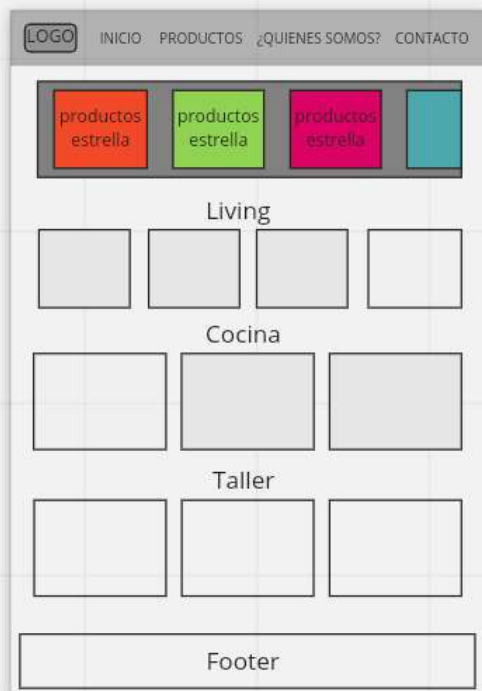 LOGO INICIO PRODUCTOS ¿QUIENES SOMOS? CONTACTO
productos
estrella
productos
estrella
productos
estrella
Living
Cocina
Taller
Footer